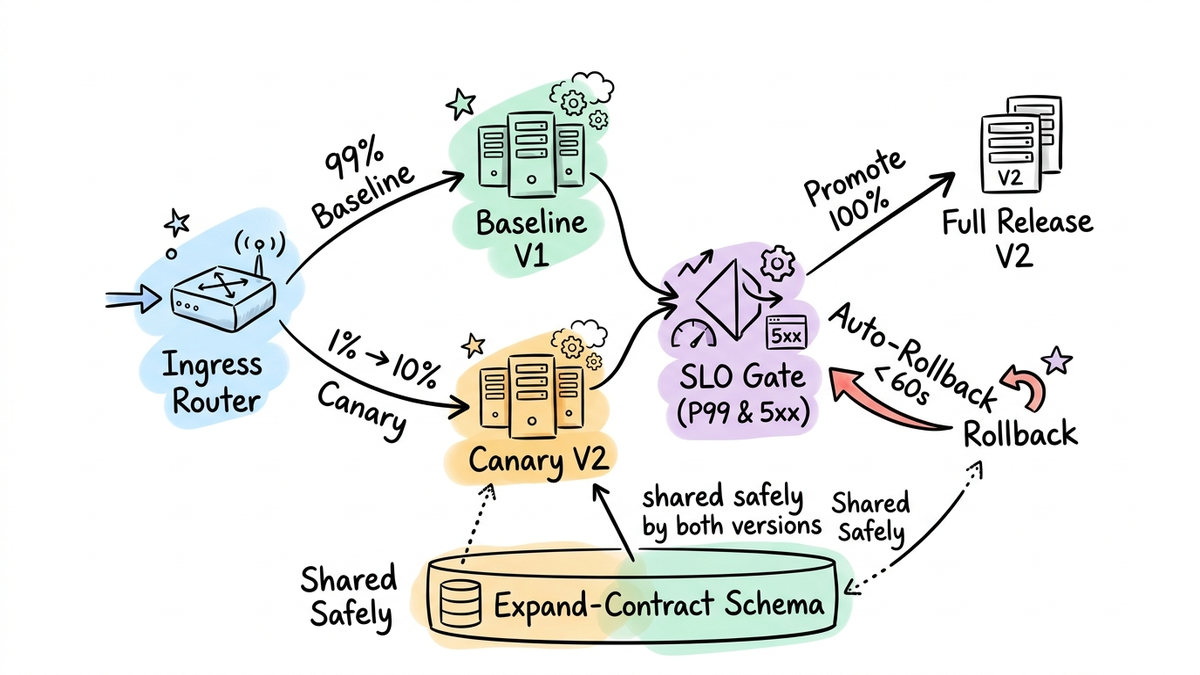 99%
Baseline
Baseline
V1
Promote
100%
V2
Full Release
V2
Ingress
Router
1%→10%
Canary
Canary V2
5xx
SLO Gate
(P99 & 5xx)
Auto-Rollback
<60s
Rollback
shared safely
by both versions
Shared
Safely
Shared
Safely
Expand-Contract Schema